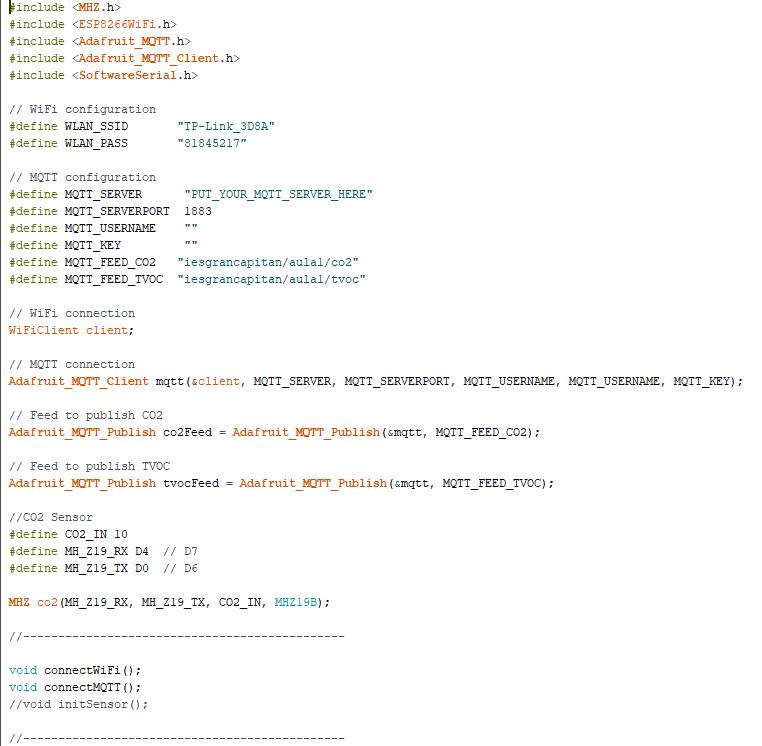 #include <MHZ.h>
#include <ESP8266WiFi.h>
#include <Adafruit_MQTT.h>
#include <Adafruit_MQTT_Client.h>
#include <SoftwareSerial.h>
// WiFi configuration
#define WLAN_SSID "TP-Link_3D8A"
#define WLAN_PASS "81845217"
// MQTT configuration
#define MQTT_SERVER "PUT_YOUR_MQTT_SERVER_HERE"
#define MQTT_SERVERPORT 1883
#define MQTT_USERNAME ""
#define MQTT_KEY ""
#define MQTT_FEED_CO2 "iesgrancapitan/aula1/co2"
#define MQTT_FEED_TVOC "iesgrancapitan/aula1/tvoc"
// WiFi connection
WiFiClient client;
// MQTT connection
Adafruit_MQTT_Client mqtt(&client, MQTT_SERVER, MQTT_SERVERPORT, MQTT_USERNAME, MQTT_USERNAME, MQTT_KEY);
// Feed to publish CO2
Adafruit_MQTT_Publish co2Feed = Adafruit_MQTT_Publish(&mqtt, MQTT_FEED_CO2);
// Feed to publish TVOC
Adafruit_MQTT_Publish tvocFeed = Adafruit_MQTT_Publish(&mqtt, MQTT_FEED_TVOC);
//CO2 Sensor
#define CO2_IN 10
#define MH_Z19_RX D4 // D7
#define MH_Z19_TX D0 // D6
MHZ co2(MH_Z19_RX, MH_Z19_TX, CO2_IN, MHZ19B);
//----------------------------------------------
void connectWiFi();
void connectMQTT();
//void initSensor();
//----------------------------------------------